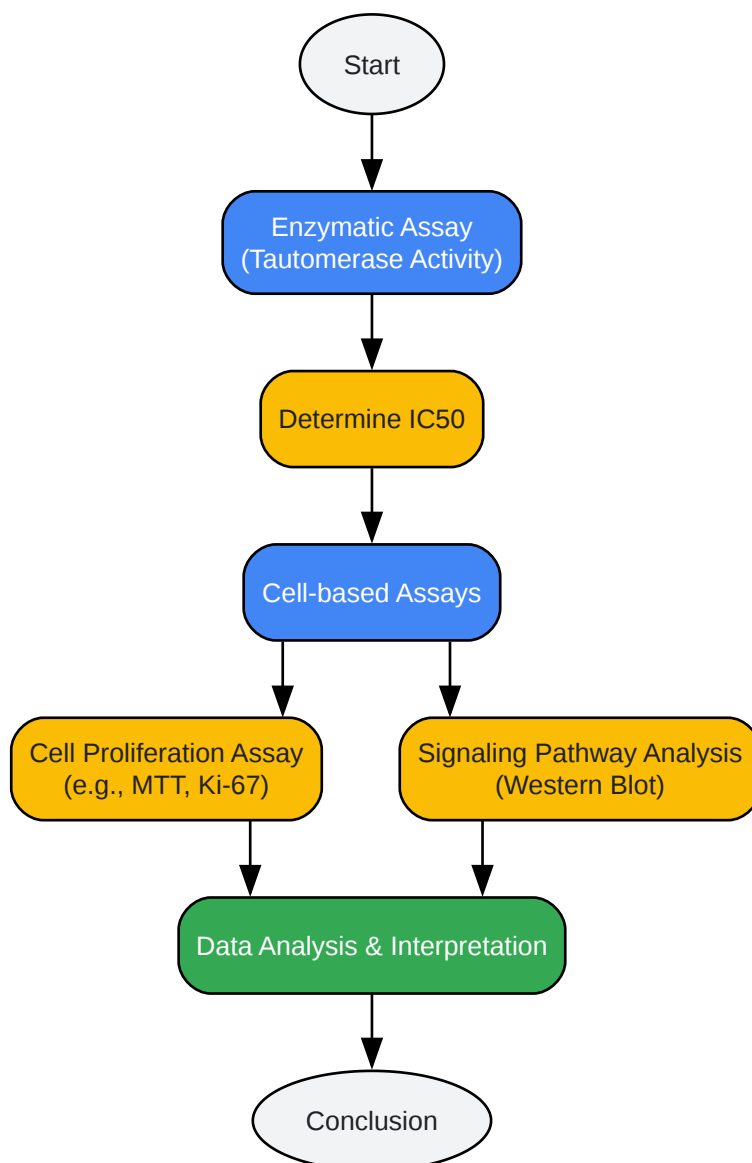 Start
Enzymatic Assay
(Tautomerase Activity)
Determine IC50
Cell-based Assays
Cell Proliferation Assay
(e.g., MTT, Ki-67)
Signaling Pathway Analysis
(Western Blot)
Data Analysis & Interpretation
Conclusion